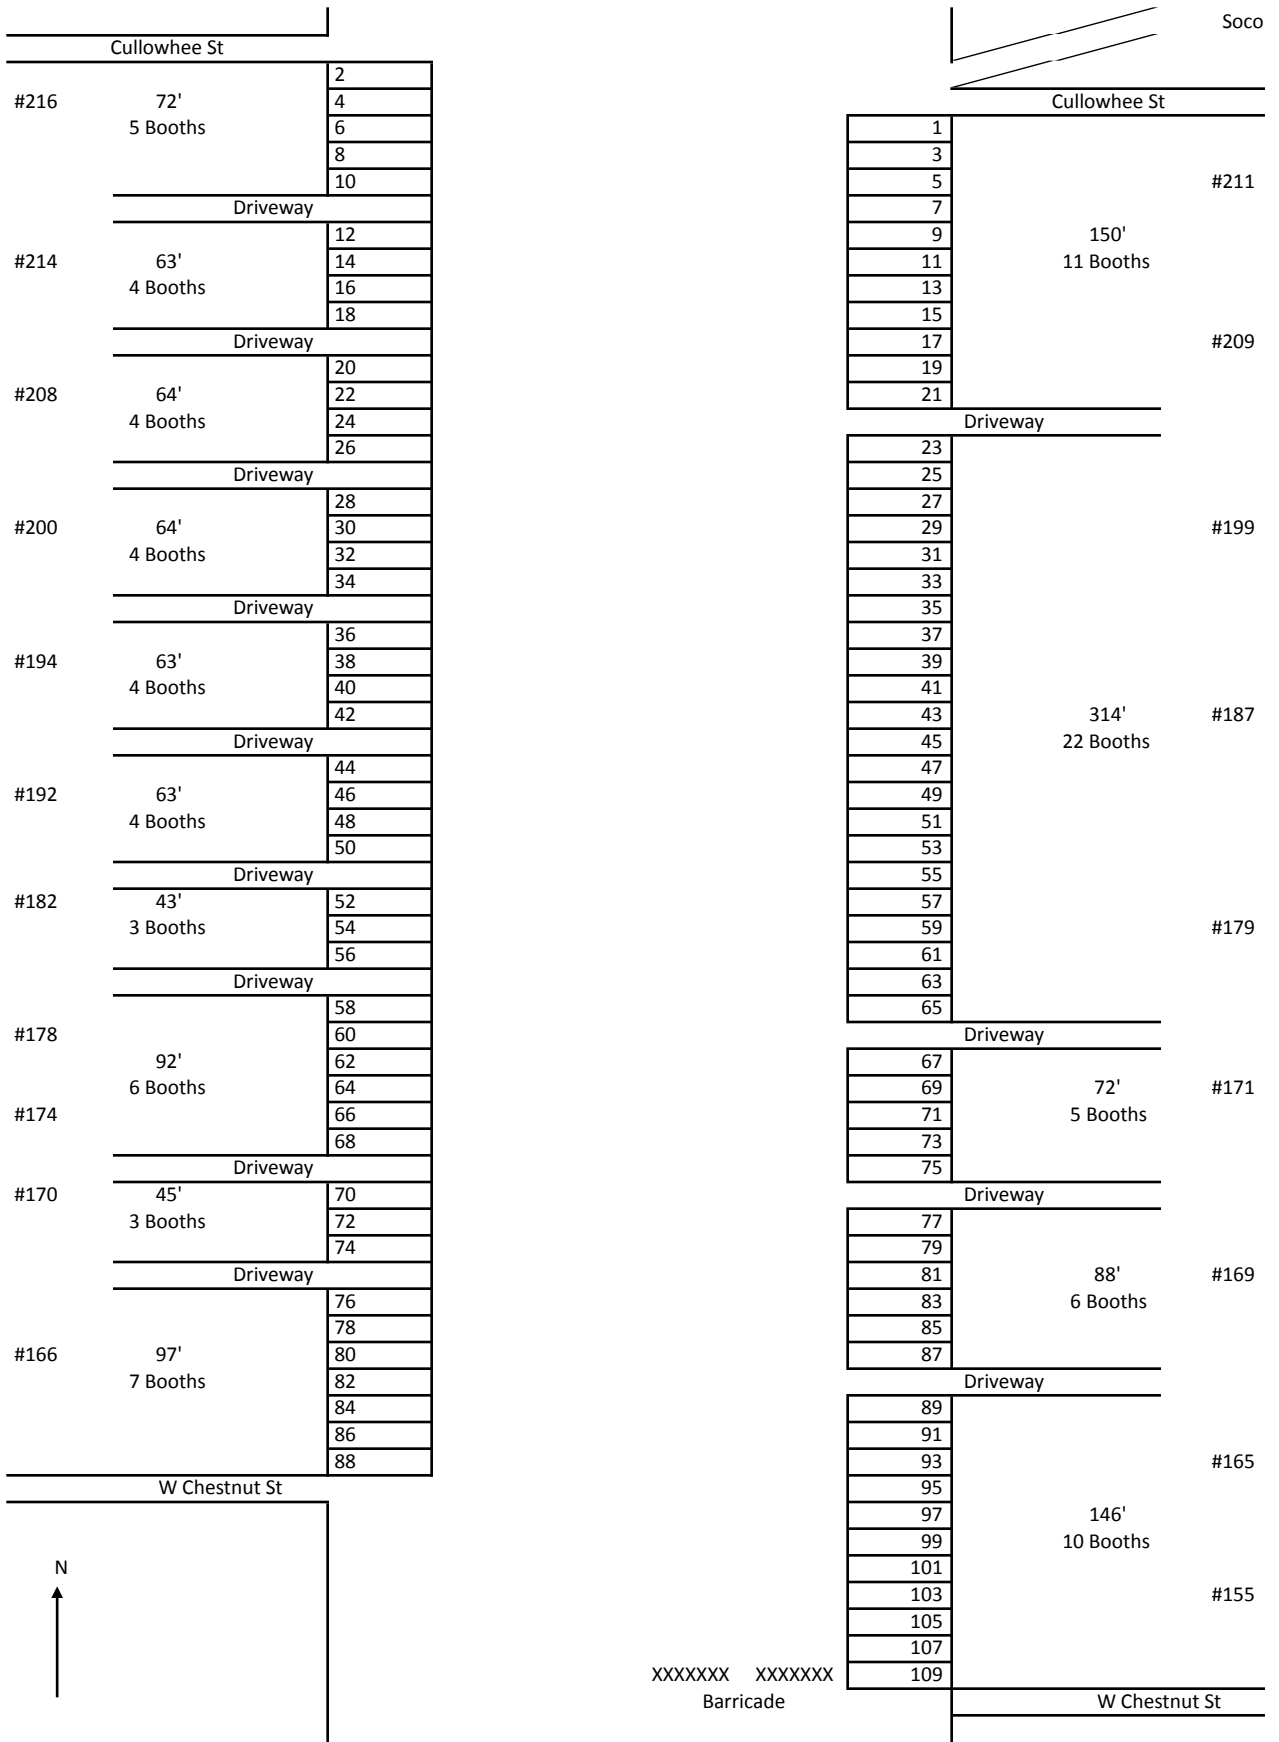 Soco
Cullowhee St
2
#216 72' 4 Cullowhee St
5 Booths 6 1
8 3
10 5 #211
Driveway 7
12 9 150'
#214 63' 14 11 11 Booths
4 Booths 16 13
18 15
Driveway 17 #209
20 19
#208 64' 22 21
4 Booths 24 Driveway
26 23
Driveway 25
28 27
#200 64' 30 29 #199
4 Booths 32 31
34 33
Driveway 35
36 37
#194 63' 38 39
4 Booths 40 41
42 43 314' #187
Driveway 45 22 Booths
44 47
#192 63' 46 49
4 Booths 48 51
50 53
Driveway 55
#182 43' 52 57
3 Booths 54 59 #179
56 61
Driveway 63
58 65
#178 60 Driveway
92' 62 67
6 Booths 64 69 72' #171
#174 66 71 5 Booths
68 73
Driveway 75
#170 45' 70 Driveway
3 Booths 72 77
74 79
Driveway 81 88' #169
76 83 6 Booths
78 85
#166 97' 80 87
7 Booths 82 Driveway
84 89
86 91
88 93 #165
W Chestnut St 95
97 146'
99 10 Booths
N 101
103 #155
105
107
XXXXXXX XXXXXXX 109
Barricade W Chestnut St